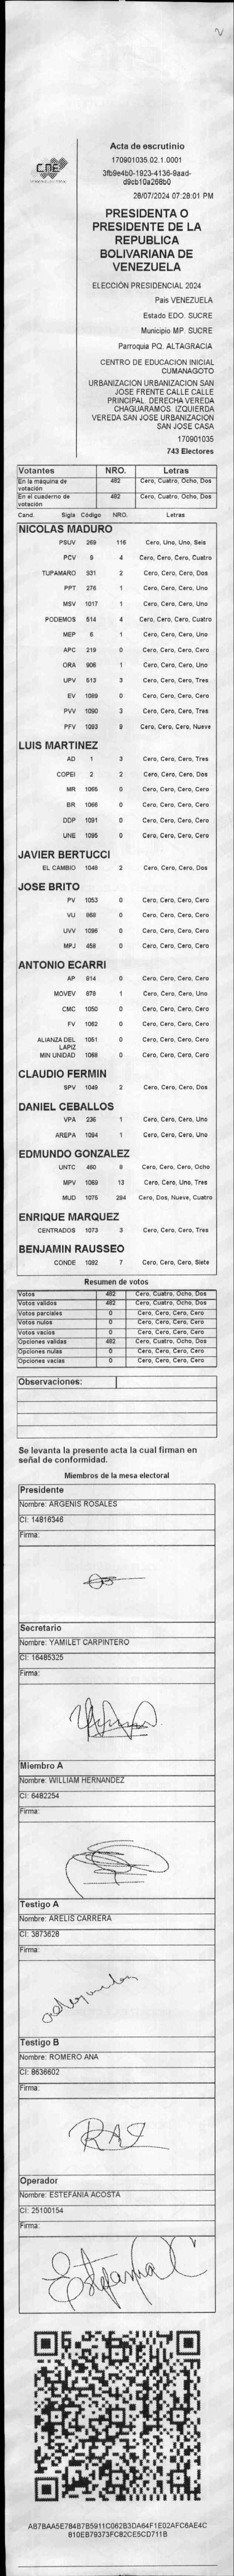 CNE
Acta de escrutinio
170901035.02.1.0001
3fb9e4b0-1923-4136-9aad-
d9cb10a268b0
28/07/2024 07:28:01 PM
PRESIDENTA O
PRESIDENTE DE LA
REPUBLICA
BOLIVARIANA DE
VENEZUELA
ELECCIÓN PRESIDENCIAL 2024
Pais VENEZUELA
Estado EDO. SUCRE
Municipio MP. SUCRE
Parroquia PQ. ALTAGRACIA
CENTRO DE EDUCACION INICIAL
CUMANAGOTO
URBANIZACION URBANIZACION SAN
JOSE FRENTE CALLE CALLE
PRINCIPAL. DERECHA VEREDA
CHAGUARAMOS. IZQUIERDA
VEREDA SAN JOSE URBANIZACION
SAN JOSE CASA
170901035
743 Electores
Votantes NRO. Letras
En la máquina de votación 482 Cero, Cuatro, Ocho, Dos
En el cuaderno de votación 482 Cero, Cuatro, Ocho, Dos
Cand. Sigla Código NRO. Letras
NICOLAS MADURO
PSUV 269 116 Cero, Uno, Uno, Seis
PCV 9 4 Cero, Cero, Cero, Cuatro
TUPAMARO 931 2 Cero, Cero, Cero, Dos
PPT 276 1 Cero, Cero, Cero, Uno
MSV 1017 1 Cero, Cero, Cero, Uno
PODEMOS 514 4 Cero, Cero, Cero, Cuatro
MEP 6 1 Cero, Cero, Cero, Uno
APC 219 0 Cero, Cero, Cero, Cero
ORA 906 1 Cero, Cero, Cero, Uno
UPV 513 3 Cero, Cero, Cero, Tres
EV 1089 0 Cero, Cero, Cero, Cero
PVV 1090 3 Cero, Cero, Cero, Tres
PFV 1093 9 Cero, Cero, Cero, Nueve
LUIS MARTINEZ
AD 1 3 Cero, Cero, Cero, Tres
COPEI 2 2 Cero, Cero, Cero, Dos
MR 1065 0 Cero, Cero, Cero, Cero
BR 1066 0 Cero, Cero, Cero, Cero
DDP 1091 0 Cero, Cero, Cero, Cero
UNE 1095 0 Cero, Cero, Cero, Cero
JAVIER BERTUCCI
EL CAMBIO 1048 2 Cero, Cero, Cero, Dos
JOSE BRITO
PV 1053 0 Cero, Cero, Cero, Cero
VU 868 0 Cero, Cero, Cero, Cero
UVV 1096 0 Cero, Cero, Cero, Cero
MPJ 458 0 Cero, Cero, Cero, Cero
ANTONIO ECARRI
AP 814 0 Cero, Cero, Cero, Cero
MOVEV 878 1 Cero, Cero, Cero, Uno
CMC 1050 0 Cero, Cero, Cero, Cero
FV 1062 0 Cero, Cero, Cero, Cero
ALIANZA DEL LAPIZ 1051 0 Cero, Cero, Cero, Cero
MIN UNIDAD 1068 0 Cero, Cero, Cero, Cero
CLAUDIO FERMIN
SPV 1049 2 Cero, Cero, Cero, Dos
DANIEL CEBALLOS
VPA 236 1 Cero, Cero, Cero, Uno
AREPA 1094 1 Cero, Cero, Cero, Uno
EDMUNDO GONZALEZ
UNTC 460 8 Cero, Cero, Cero, Ocho
MPV 1069 13 Cero, Cero, Uno, Tres
MUD 1075 294 Cero, Dos, Nueve, Cuatro
ENRIQUE MARQUEZ
CENTRADOS 1073 3 Cero, Cero, Cero, Tres
BENJAMIN RAUSSEO
CONDE 1092 7 Cero, Cero, Cero, Siete
Resumen de votos
Votos 482 Cero, Cuatro, Ocho, Dos
Votos validos 482 Cero, Cuatro, Ocho, Dos
Votos parciales 0 Cero, Cero, Cero, Cero
Votos nulos 0 Cero, Cero, Cero, Cero
Votos vacios 0 Cero, Cero, Cero, Cero
Opciones validas 482 Cero, Cuatro, Ocho, Dos
Opciones nulas 0 Cero, Cero, Cero, Cero
Opciones vacias 0 Cero, Cero, Cero, Cero
Observaciones:
Se levanta la presente acta la cual firman en
señal de conformidad.
Miembros de la mesa electoral
Presidente
Nombre: ARGENIS ROSALES
CI: 14816346
Firma:
Secretario
Nombre: YAMILET CARPINTERO
CI: 16485325
Firma:
Miembro A
Nombre: WILLIAM HERNANDEZ
CI: 6482254
Firma:
Testigo A
Nombre: ARELIS CARRERA
CI: 3873628
Firma:
Testigo B
Nombre: ROMERO ANA
CI: 8636602
Firma:
Operador
Nombre: ESTEFANIA ACOSTA
CI: 25100154
Firma:
Estefania C
AB7BAA5E784B7B5911C062B3DA64F1E02AFC6AE4C
810EB79373FC82CE5CD711B